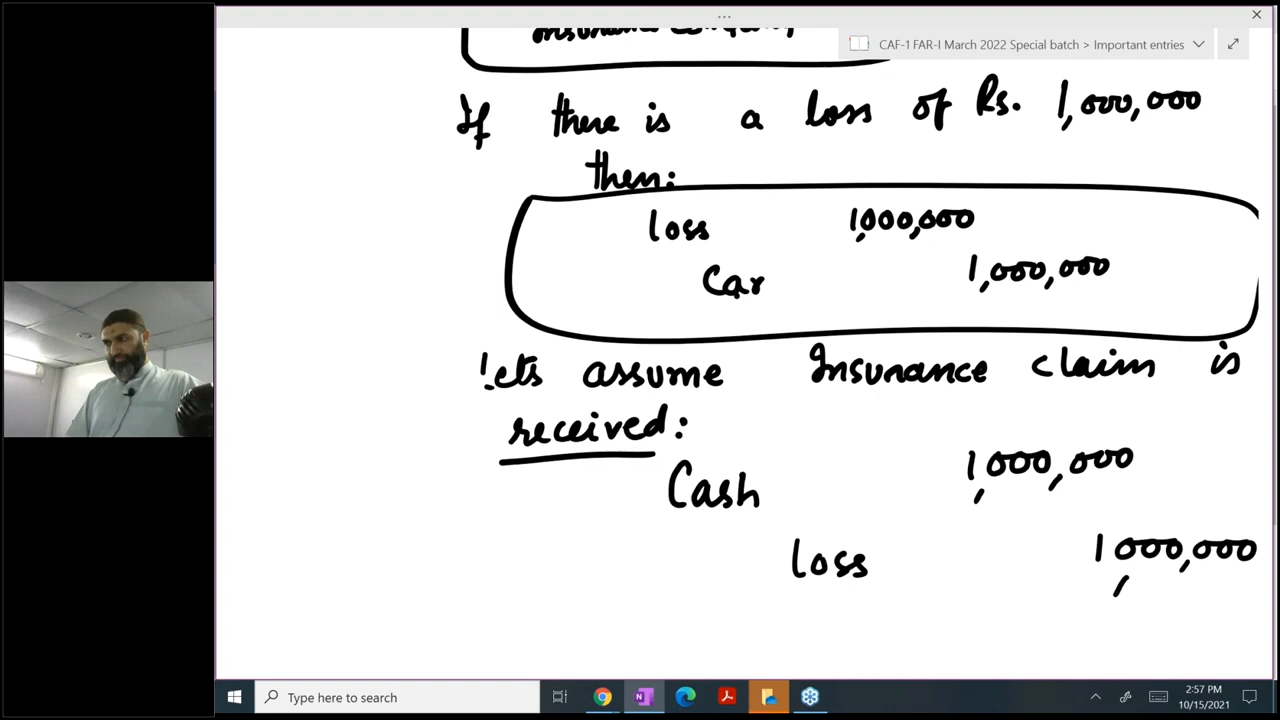 Insurance Company
CAF-1 FAR-I March 2022 Special batch > Important entries
If there is a loss of Rs. 1,000,000
then:
loss 1,000,000
Car 1,000,000
Lets assume Insurance claim is
received:
Cash 1,000,000
loss 1,000,000
Type here to search
2:57 PM
10/15/2021